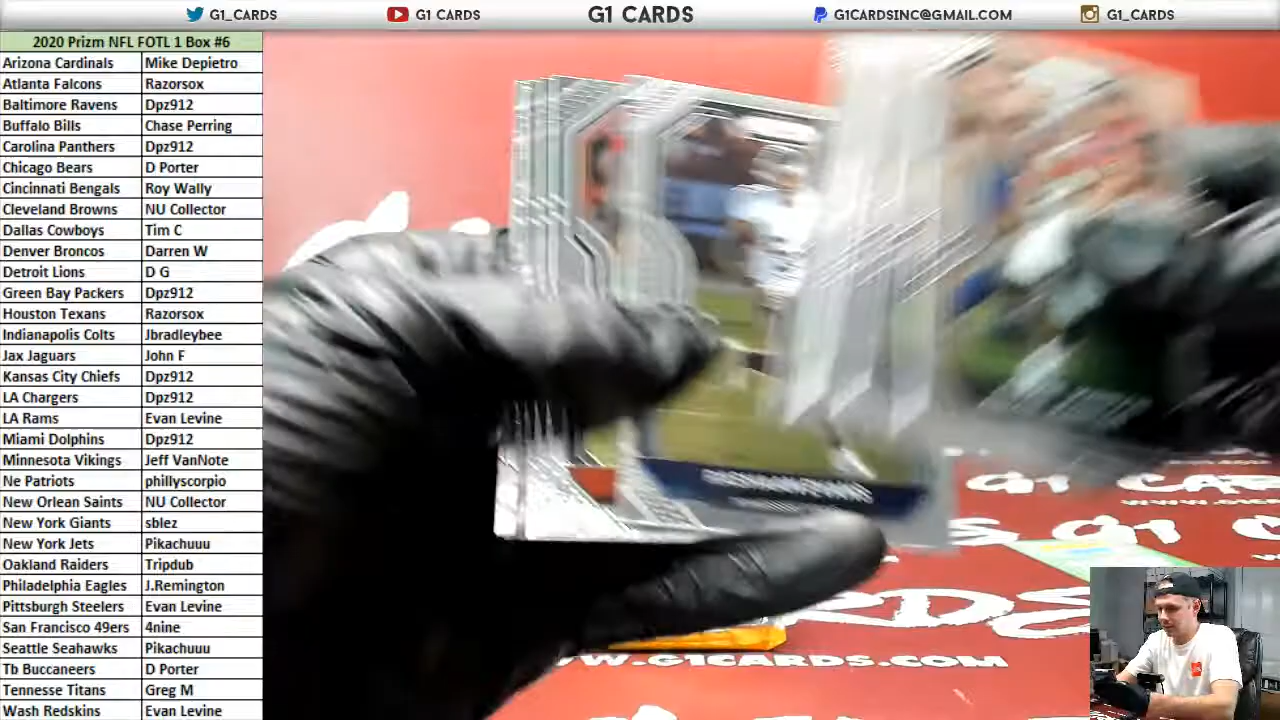 G1_CARDS G1 CARDS G1 CARDS G1CARDSINC@GMAIL.COM G1_CARDS
2020 Prizm NFL FOTL 1 Box #6
Arizona Cardinals Mike Depietro
Atlanta Falcons Razorsox
Baltimore Ravens Dpz912
Buffalo Bills Chase Perring
Carolina Panthers Dpz912
Chicago Bears D Porter
Cincinnati Bengals Roy Wally
Cleveland Browns NU Collector
Dallas Cowboys Tim C
Denver Broncos Darren W
Detroit Lions D G
Green Bay Packers Dpz912
Houston Texans Razorsox
Indianapolis Colts Jbradleybee
Jax Jaguars John F
Kansas City Chiefs Dpz912
LA Chargers Dpz912
LA Rams Evan Levine
Miami Dolphins Dpz912
Minnesota Vikings Jeff VanNote
Ne Patriots phillyscorpio
New Orlean Saints NU Collector
New York Giants sblez
New York Jets Pikachuuu
Oakland Raiders Tripdub
Philadelphia Eagles J.Remington
Pittsburgh Steelers Evan Levine
San Francisco 49ers 4nine
Seattle Seahawks Pikachuuu
Tb Buccaneers D Porter
Tennesse Titans Greg M
Wash Redskins Evan Levine
G1 CAR
WWW.G
S G1 C
CARDS
WWW.G1CARDS.COM